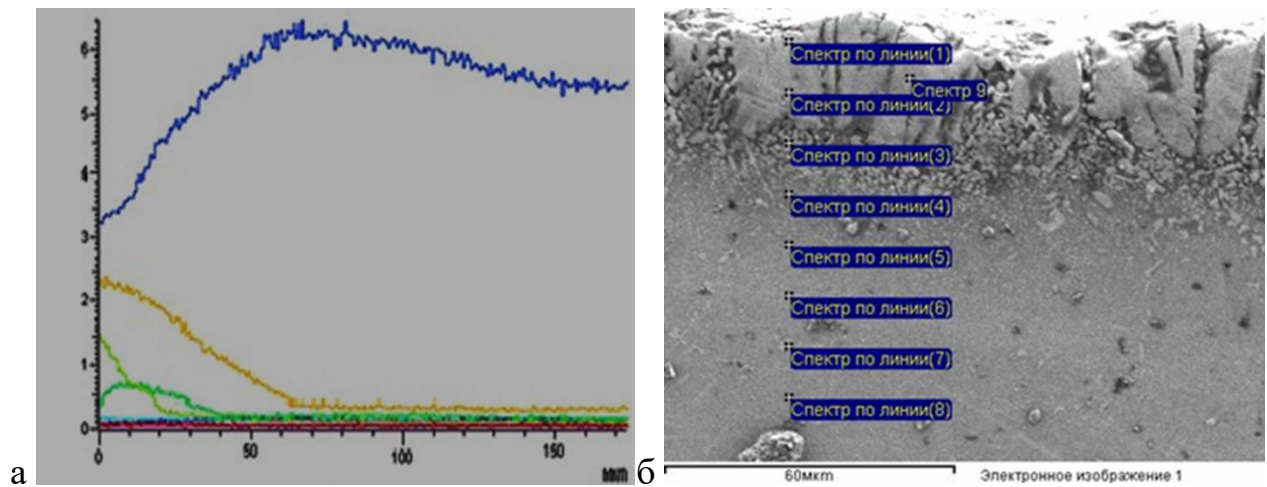 6
5
4
3
2
1
0
0 50 100 150
мкм
а
Спектр по линии(1)
Спектр 9
Спектр по линии(2)
Спектр по линии(3)
Спектр по линии(4)
Спектр по линии(5)
Спектр по линии(6)
Спектр по линии(7)
Спектр по линии(8)
60мкm
Электронное изображение 1
б